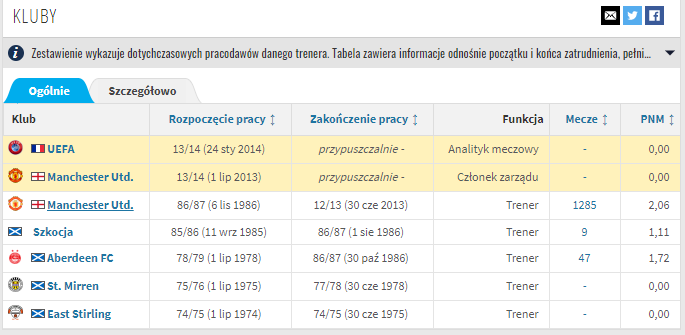 KLUBY
Zestawienie wykazuje dotychczasowych pracodawców danego trenera. Tabela zawiera informacje odnośnie początku i końca zatrudnienia, pełni...
Ogólnie Szczegółowo
Klub Rozpoczęcie pracy Zakończenie pracy Funkcja Mecze PNM
UEFA 13/14 (24 sty 2014) przypuszczalnie - Analityk meczowy - 0,00
Manchester Utd. 13/14 (1 lip 2013) przypuszczalnie - Członek zarządu - 0,00
Manchester Utd. 86/87 (6 lis 1986) 12/13 (30 cze 2013) Trener 1285 2,06
Szkocja 85/86 (11 wrz 1985) 86/87 (1 sie 1986) Trener 9 1,11
Aberdeen FC 78/79 (1 lip 1978) 86/87 (30 paź 1986) Trener 47 1,72
St. Mirren 75/76 (1 lip 1975) 77/78 (30 cze 1978) Trener - 0,00
East Stirling 74/75 (1 lip 1974) 74/75 (30 cze 1975) Trener - 0,00